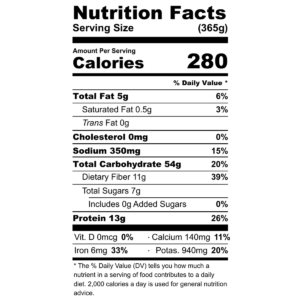 Nutrition Facts
Serving Size (365g)
Amount Per Serving
Calories 280
% Daily Value *
Total Fat 5g 6%
Saturated Fat 0.5g 3%
Trans Fat 0g
Cholesterol 0mg 0%
Sodium 350mg 15%
Total Carbohydrate 54g 20%
Dietary Fiber 11g 39%
Total Sugars 7g
Includes 0g Added Sugars 0%
Protein 13g 26%
Vit. D 0mcg 0% · Calcium 140mg 11%
Iron 6mg 33% · Potas. 940mg 20%
* The % Daily Value (DV) tells you how much a
nutrient in a serving of food contributes to a daily
diet. 2,000 calories a day is used for general nutrition
advice.